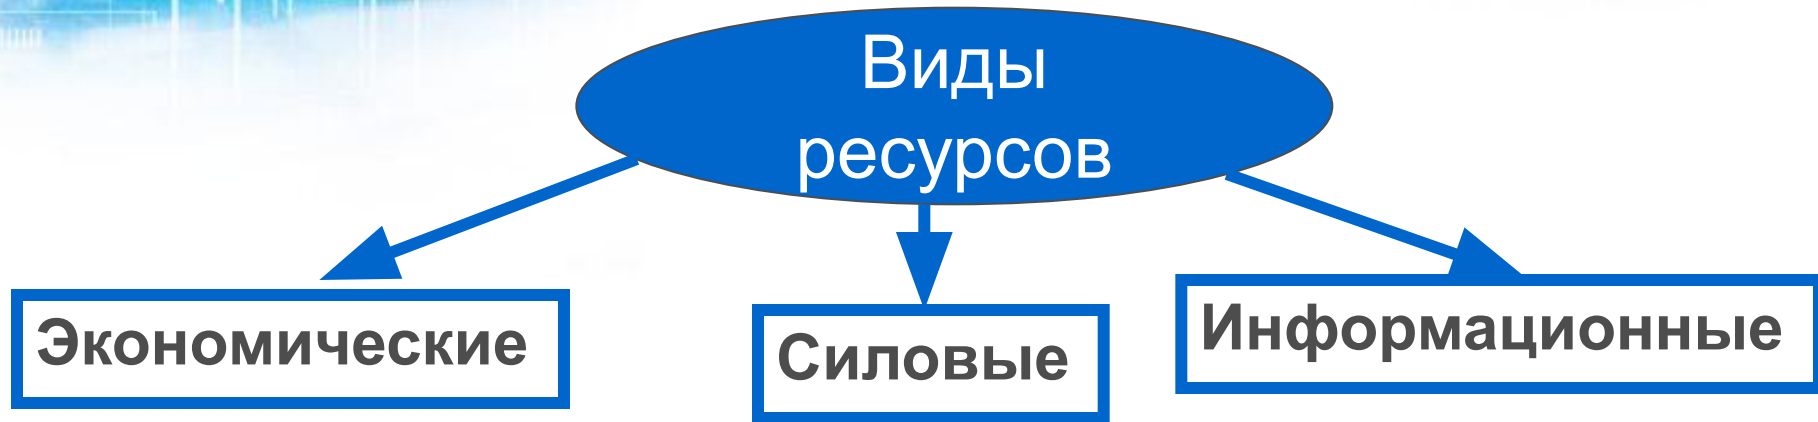 Виды
ресурсов
Экономические
Силовые
Информационные